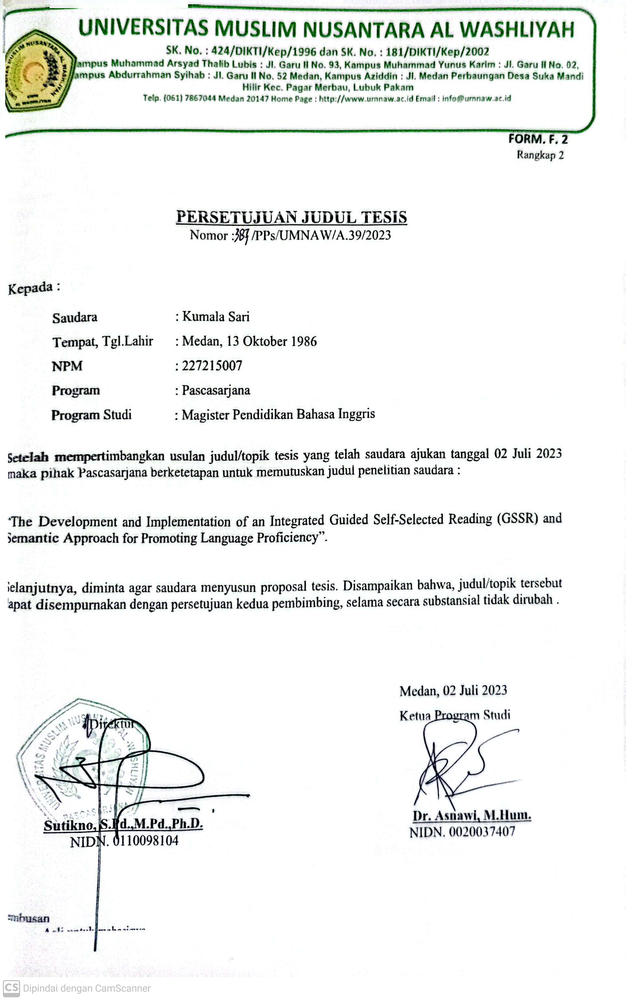 UNIVERSITAS MUSLIM NUSANTARA AL WASHLIYAH
SK. No. : 424/DIKTI/Kep/1996 dan SK. No. : 181/DIKTI/Kep/2002
ampus Muhammad Arsyad Thalib Lubis : Jl. Garu II No. 93, Kampus Muhammad Yunus Karim : Jl. Garu II No. 02,
ampus Abdurrahman Syihab : Jl. Garu II No. 52 Medan, Kampus Aziddin : Jl. Medan Perbaungan Desa Suka Mandi
Hilir Kec. Pagar Merbau, Lubuk Pakam
Telp. (061) 7867044 Medan 20147 Home Page : http://www.umnaw.ac.id Email : info@umnaw.ac.id
UNIVERSITAS MUSLIM NUSANTARA AL WASHLIYAH
AL WASHLIYAH
FORM. F. 2
Rangkap 2
PERSETUJUAN JUDUL TESIS
Nomor :387/PPs/UMNAW/A.39/2023
Kepada :
Saudara : Kumala Sari
Tempat, Tgl.Lahir : Medan, 13 Oktober 1986
NPM : 227215007
Program : Pascasarjana
Program Studi : Magister Pendidikan Bahasa Inggris
Setelah mempertimbangkan usulan judul/topik tesis yang telah saudara ajukan tanggal 02 Juli 2023
maka pihak Pascasarjana berketetapan untuk memutuskan judul penelitian saudara :
“The Development and Implementation of an Integrated Guided Self-Selected Reading (GSSR) and
Semantic Approach for Promoting Language Proficiency”.
Selanjutnya, diminta agar saudara menyusun proposal tesis. Disampaikan bahwa, judul/topik tersebut
apat disempurnakan dengan persetujuan kedua pembimbing, selama secara substansial tidak dirubah .
Medan, 02 Juli 2023
Ketua Program Studi
Direktur
UNIVERSITAS MUSLIM NUSANTARA AL-WASHLIYAH
PASCASARJANA
Sutikno, S.Pd.,M.Pd.,Ph.D.
NIDN. 0110098104
Dr. Asnawi, M.Hum.
NIDN. 0020037407
embusan
CS Dipindai dengan CamScanner